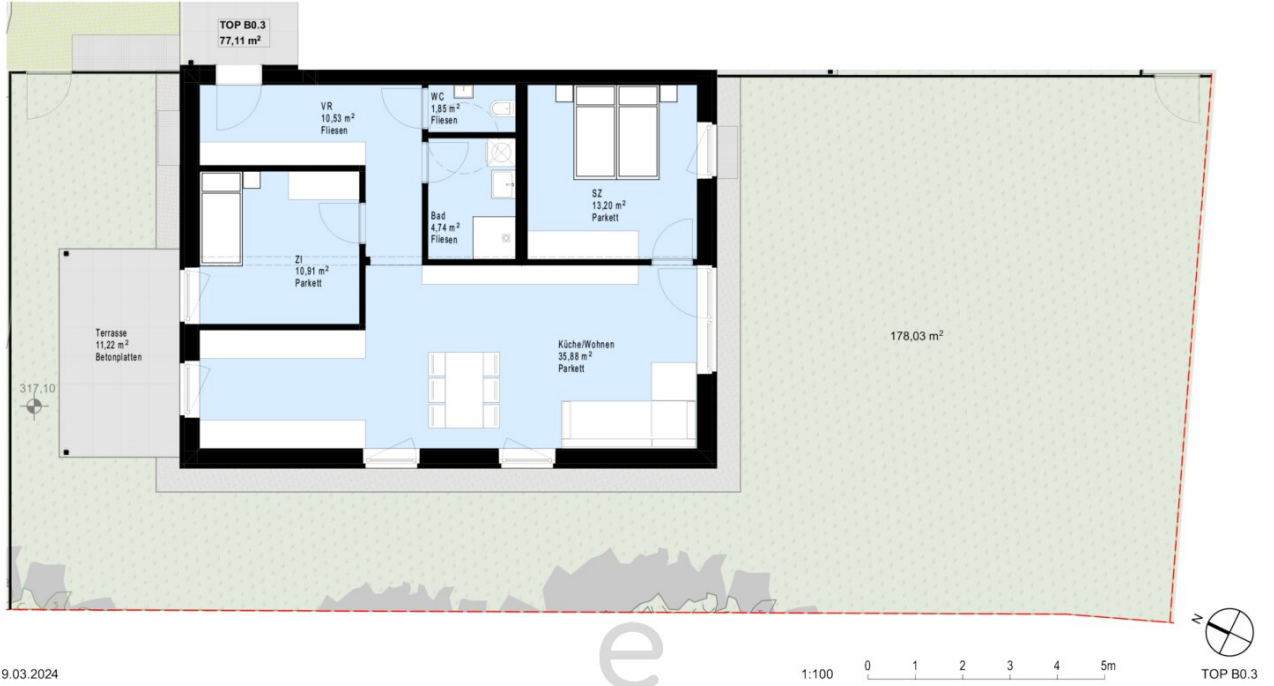 TOP B0.3
77,11 m²
VR
10,53 m²
Fliesen
WC
1,85 m²
Fliesen
SZ
13,20 m²
Parkett
Bad
4,74 m²
Fliesen
ZI
10,91 m²
Parkett
Terrasse
11,22 m²
Betonplatten
Küche/Wohnen
35,88 m²
Parkett
178,03 m²
317,10
N
e
9.03.2024
1:100
0 1 2 3 4 5m
TOP B0.3